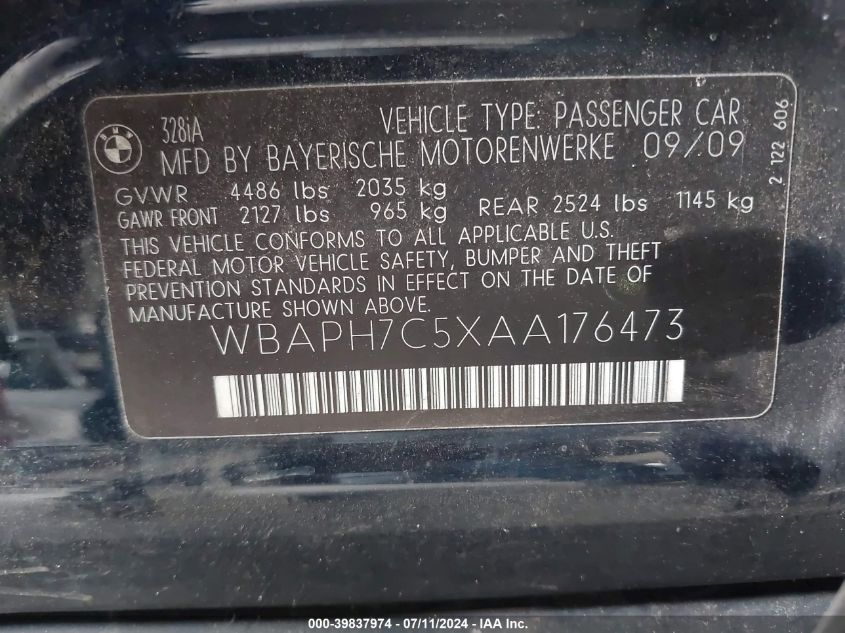 BMW
328iA VEHICLE TYPE: PASSENGER CAR
MFD BY BAYERISCHE MOTORENWERKE 09/09
GVWR 4486 lbs 2035 kg
GAWR FRONT 2127 lbs 965 kg REAR 2524 lbs 1145 kg
THIS VEHICLE CONFORMS TO ALL APPLICABLE U.S.
FEDERAL MOTOR VEHICLE SAFETY, BUMPER AND THEFT
PREVENTION STANDARDS IN EFFECT ON THE DATE OF
MANUFACTURE SHOWN ABOVE.
WBAPH7C5XAA176473
2 122 606
000-39837974 - 07/11/2024 - IAA Inc.